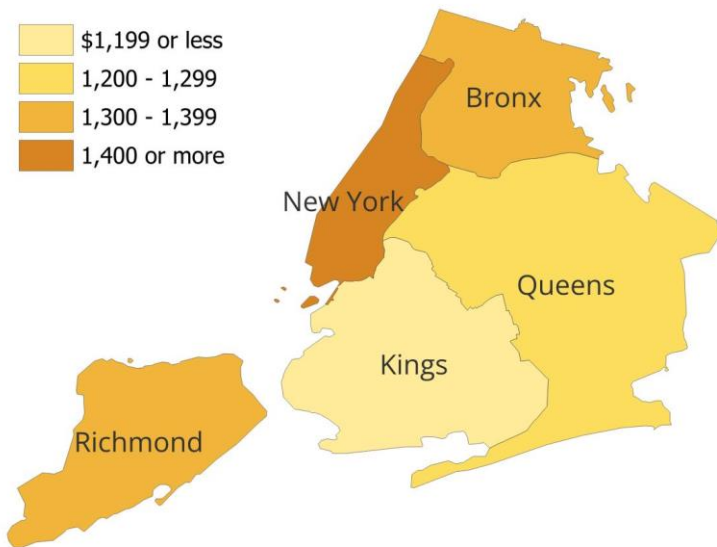 $1,199 or less
1,200 - 1,299
1,300 - 1,399
1,400 or more
Bronx
New York
Queens
Kings
Richmond